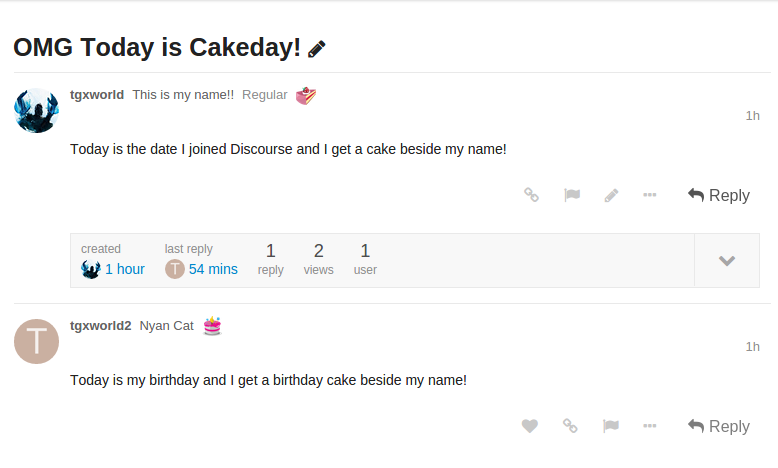 OMG Today is Cakeday!
tgxworld This is my name!! Regular
1h
Today is the date I joined Discourse and I get a cake beside my name!
Reply
created last reply 1 2 1
1 hour T 54 mins reply views user
T tgxworld2 Nyan Cat
1h
Today is my birthday and I get a birthday cake beside my name!
Reply